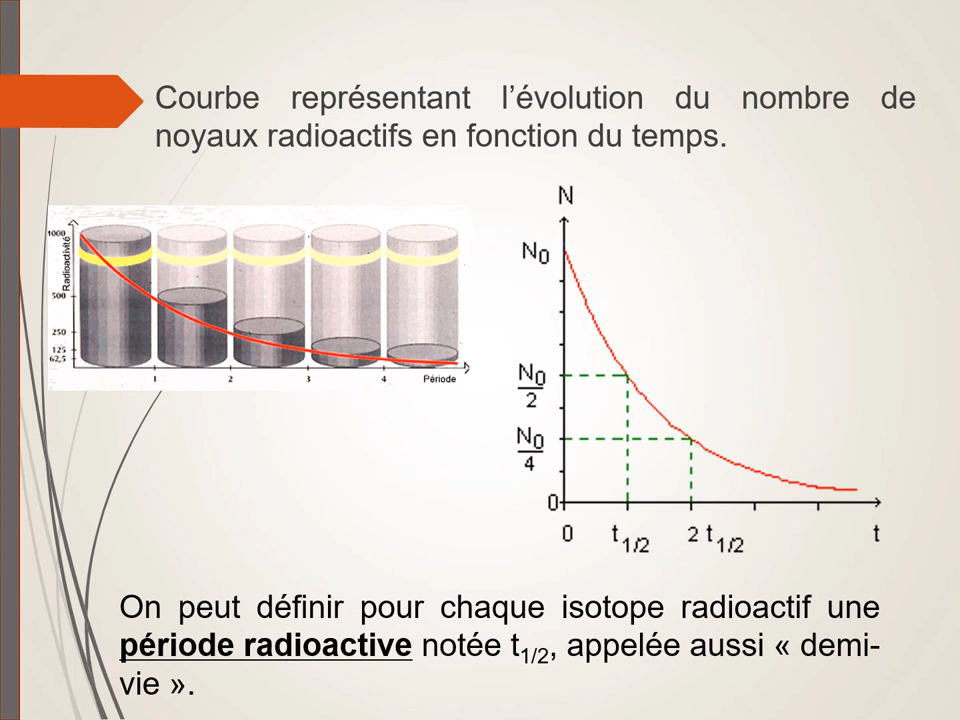 Courbe représentant l’évolution du nombre de
noyaux radioactifs en fonction du temps.
Radioactivité
1000
500
250
125
62,5
1 2 3 4 Période
N
N0
N0/2
N0/4
0
0 t1/2 2 t1/2 t
On peut définir pour chaque isotope radioactif une
période radioactive notée t1/2, appelée aussi « demi-
vie ».